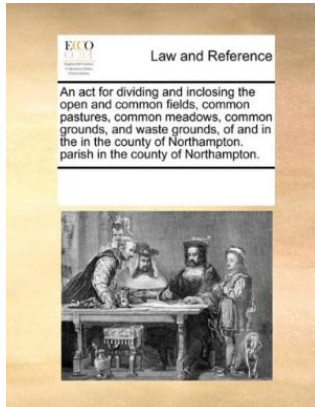 ECCO
Law and Reference
An act for dividing and inclosing the
open and common fields, common
pastures, common meadows, common
grounds, and waste grounds, of and in
the in the county of Northampton.
parish in the county of Northampton.